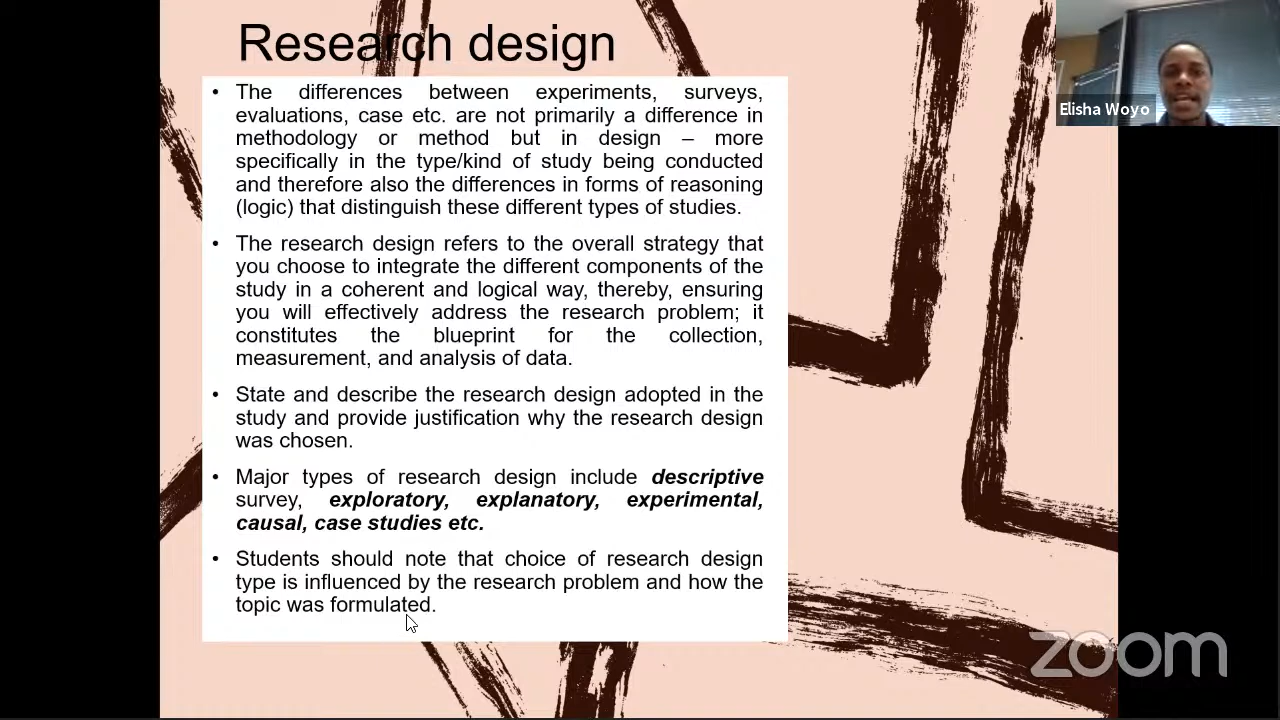 Research design
Elisha Woyo
• The differences between experiments, surveys,
evaluations, case etc. are not primarily a difference in
methodology or method but in design – more
specifically in the type/kind of study being conducted
and therefore also the differences in forms of reasoning
(logic) that distinguish these different types of studies.
• The research design refers to the overall strategy that
you choose to integrate the different components of the
study in a coherent and logical way, thereby, ensuring
you will effectively address the research problem; it
constitutes the blueprint for the collection,
measurement, and analysis of data.
• State and describe the research design adopted in the
study and provide justification why the research design
was chosen.
• Major types of research design include descriptive
survey, exploratory, explanatory, experimental,
causal, case studies etc.
• Students should note that choice of research design
type is influenced by the research problem and how the
topic was formulated.
zoom